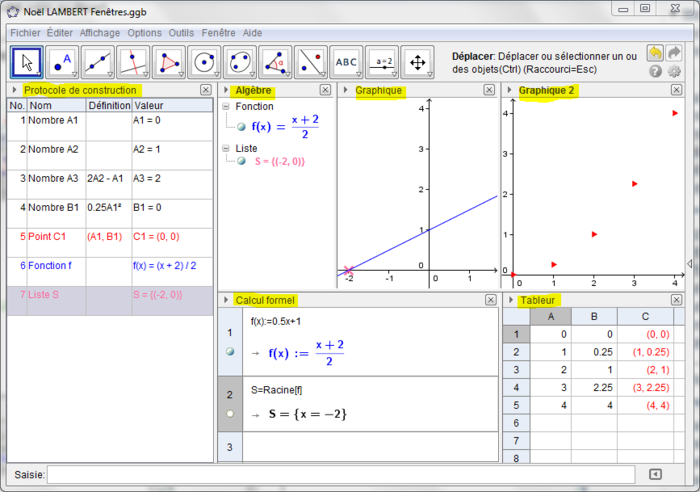 Noël LAMBERT Fenêtres.ggb
Fichier Éditer Affichage Options Outils Fenêtre Aide
A
α
ABC
a=2
Déplacer: Déplacer ou sélectionner un ou
des objets(Ctrl) (Raccourci=Esc)
Protocole de construction
No. Nom Définition Valeur
1 Nombre A1 A1 = 0
2 Nombre A2 A2 = 1
3 Nombre A3 2A2 - A1 A3 = 2
4 Nombre B1 0.25A1² B1 = 0
5 Point C1 (A1, B1) C1 = (0, 0)
6 Fonction f f(x) = (x + 2) / 2
7 Liste S S = {(-2, 0)}
Algèbre
Fonction
f(x) = (x + 2) / 2
Liste
S = {(-2, 0)}
Graphique
4
3
2
1
0
-2 -1 0 1
Graphique 2
4
3
2
1
0
0 1 2 3 4
Calcul formel
1
f(x):=0.5x+1
→ f(x) := (x + 2) / 2
2
S=Racine[f]
→ S = {x = −2}
3
Tableur
A B C
1 0 0 (0, 0)
2 1 0.25 (1, 0.25)
3 2 1 (2, 1)
4 3 2.25 (3, 2.25)
5 4 4 (4, 4)
6
7
8
Saisie: